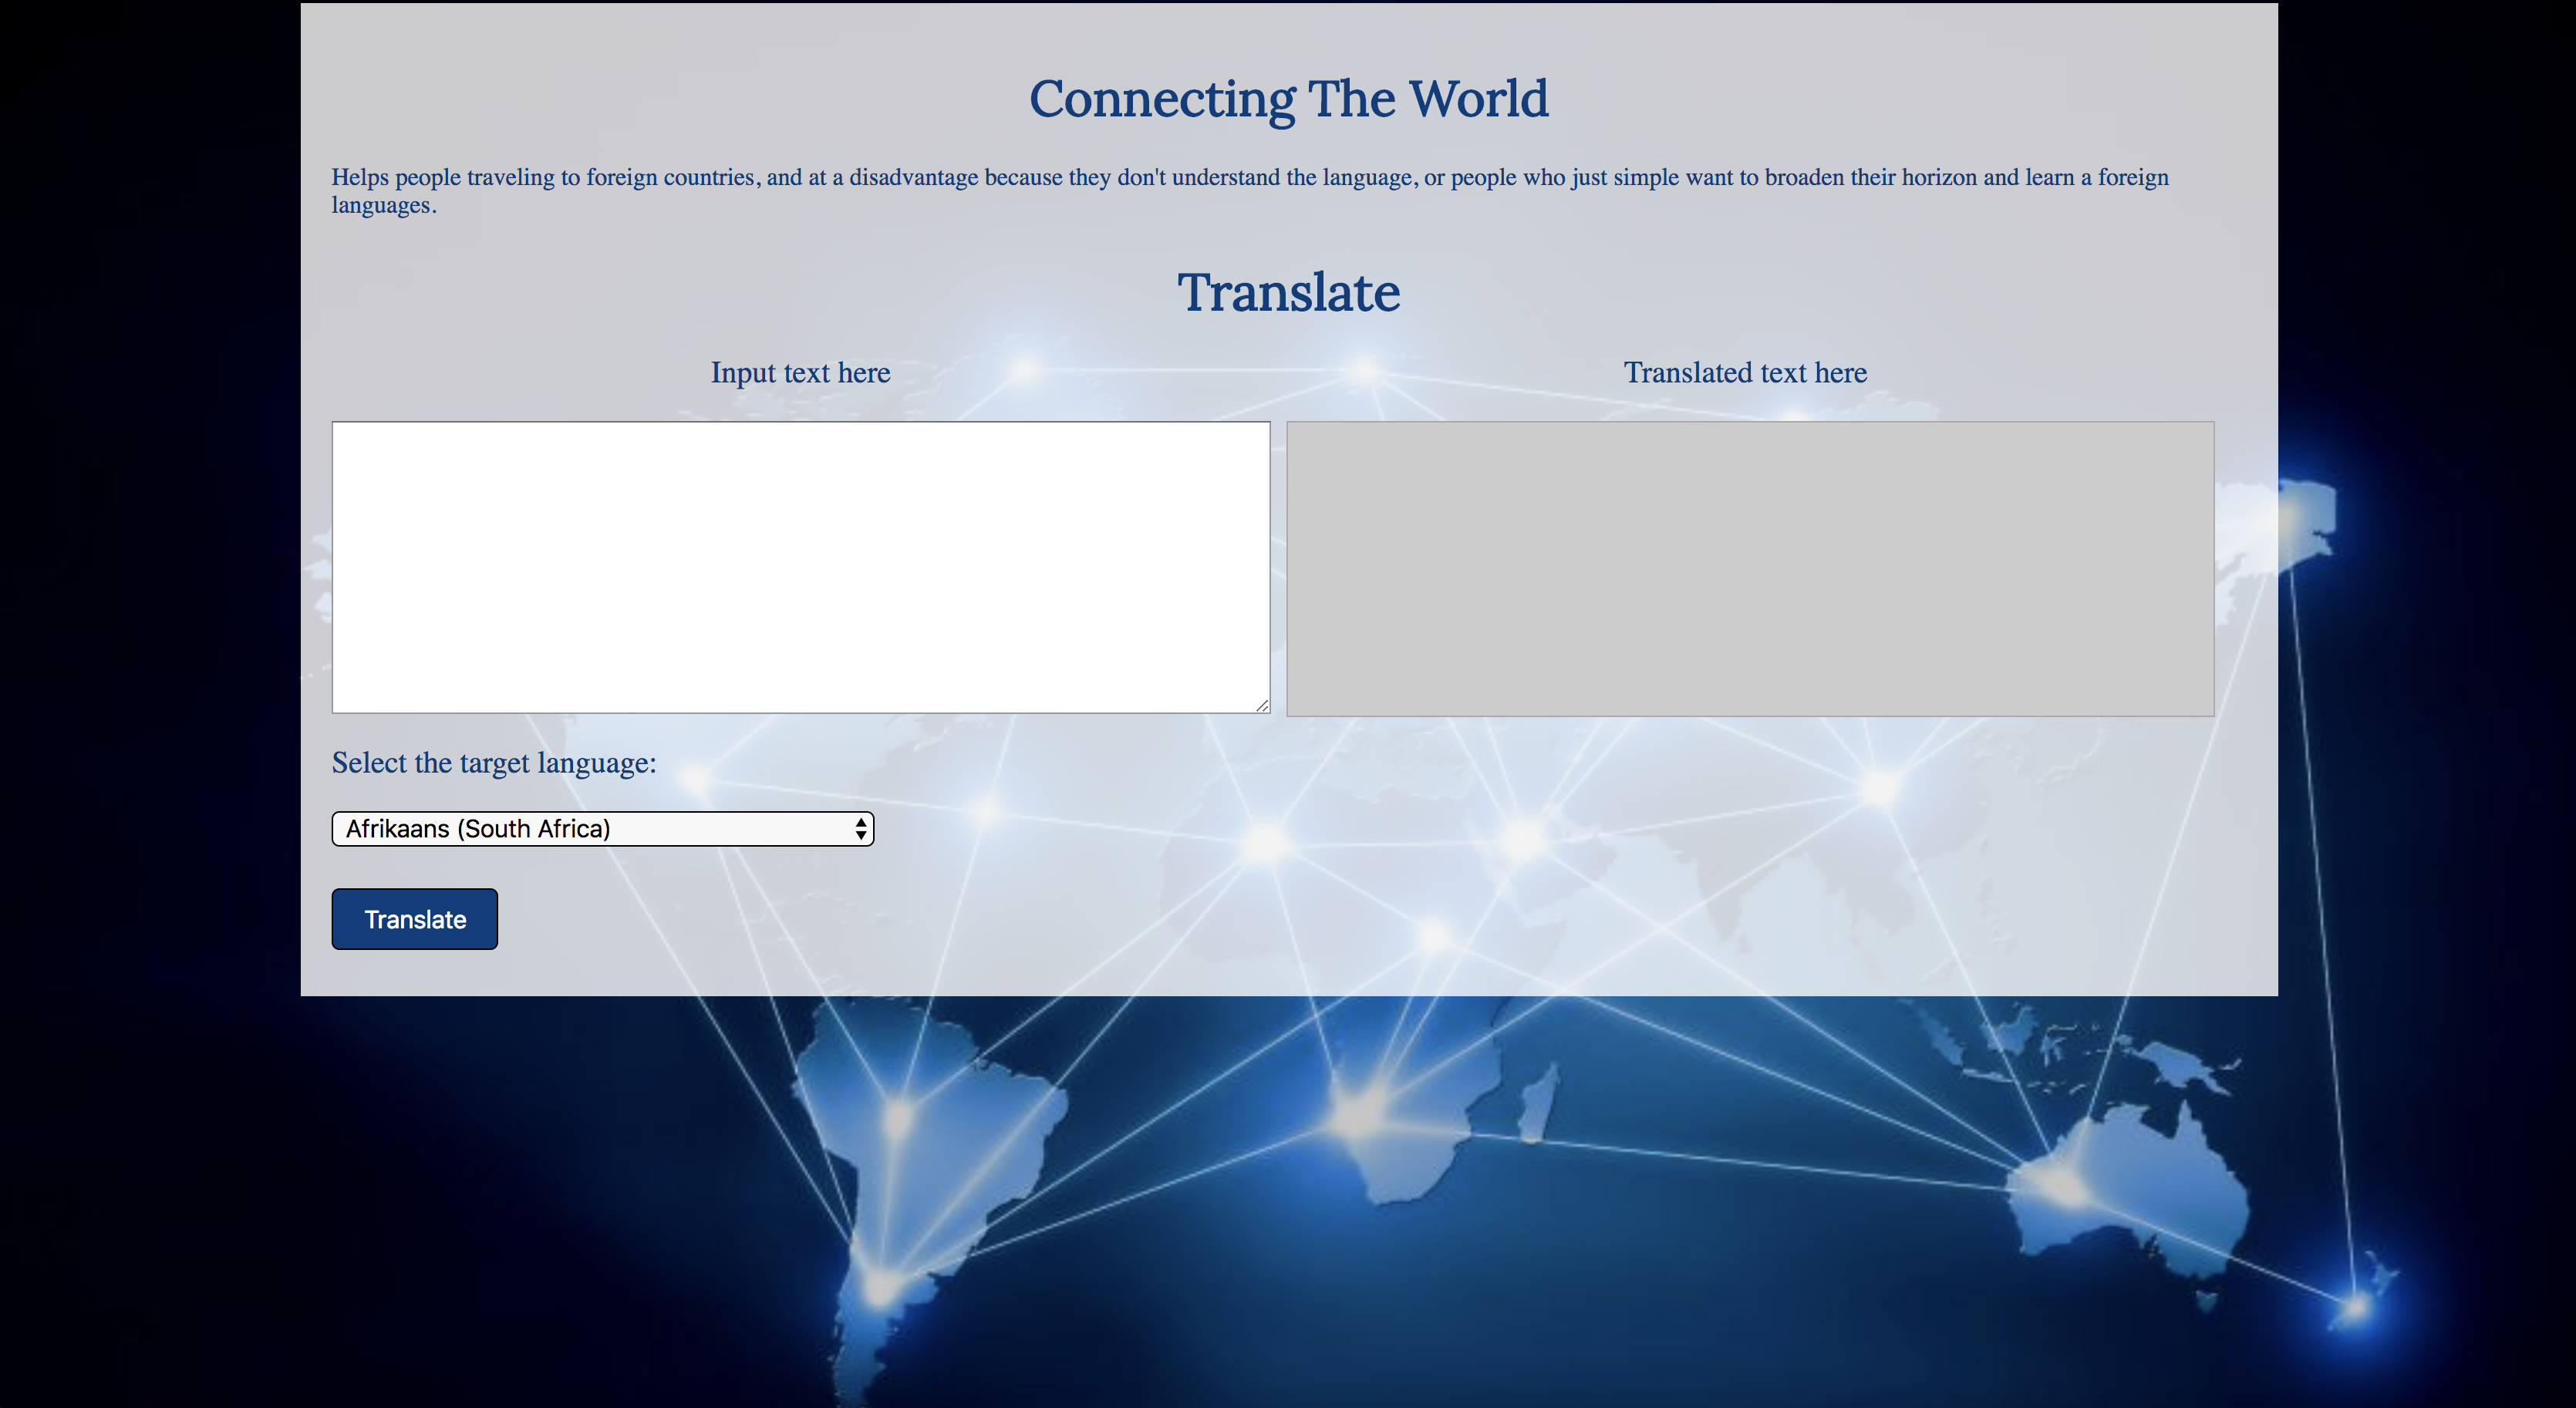 Connecting The World
Helps people traveling to foreign countries, and at a disadvantage because they don't understand the language, or people who just simple want to broaden their horizon and learn a foreign
languages.
Translate
Input text here
Translated text here
Select the target language:
Afrikaans (South Africa)
Translate